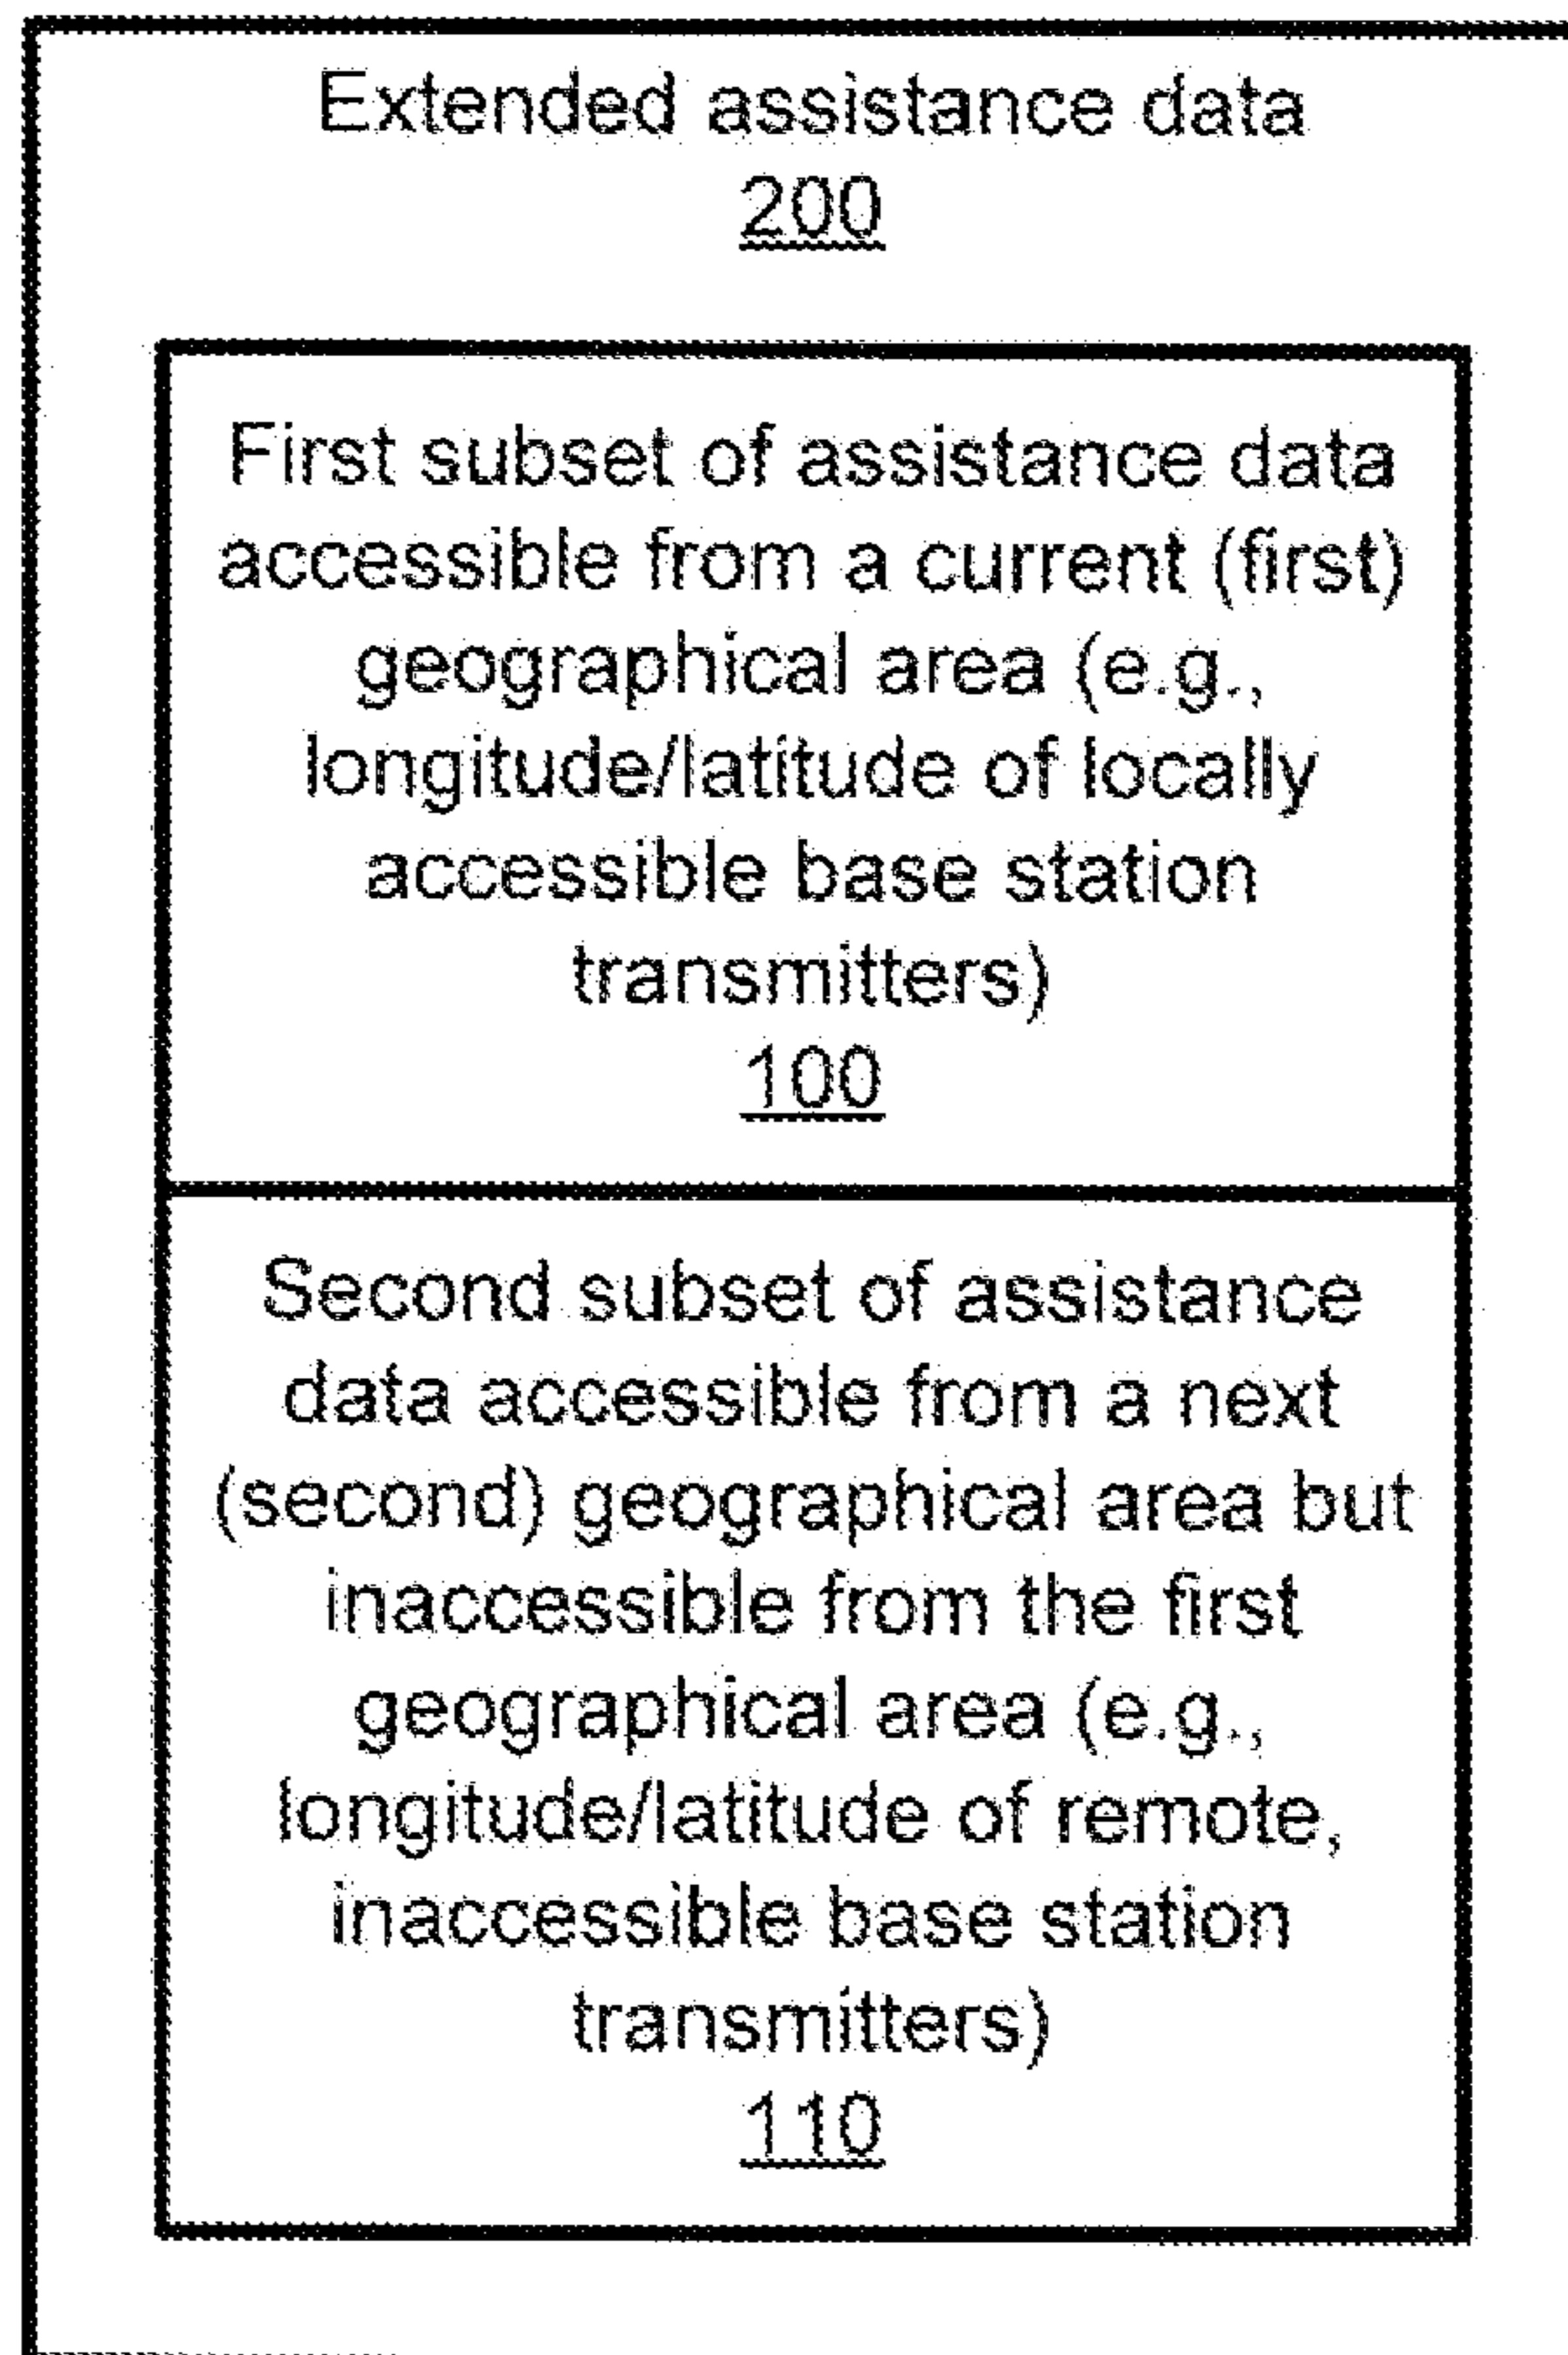 Extended assistance data
200
First subset of assistance data
accessible from a current (first)
geographical area (e.g.,
longitude/latitude of locally
accessible base station
transmitters)
100
Second subset of assistance
data accessible from a next
(second) geographical area but
inaccessible from the first
geographical area (e.g.,
longitude/latitude of remote,
inaccessible base station
transmitters)
110